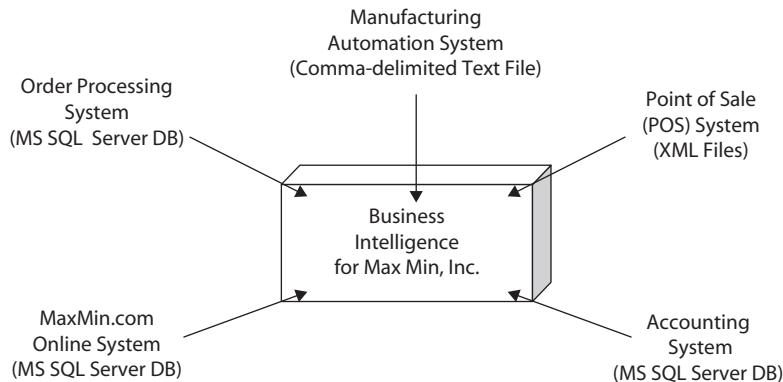 Manufacturing
Automation System
(Comma-delimited Text File)
Order Processing
System
(MS SQL Server DB)
Point of Sale
(POS) System
(XML Files)
Business
Intelligence
for Max Min, Inc.
MaxMin.com
Online System
(MS SQL Server DB)
Accounting
System
(MS SQL Server DB)